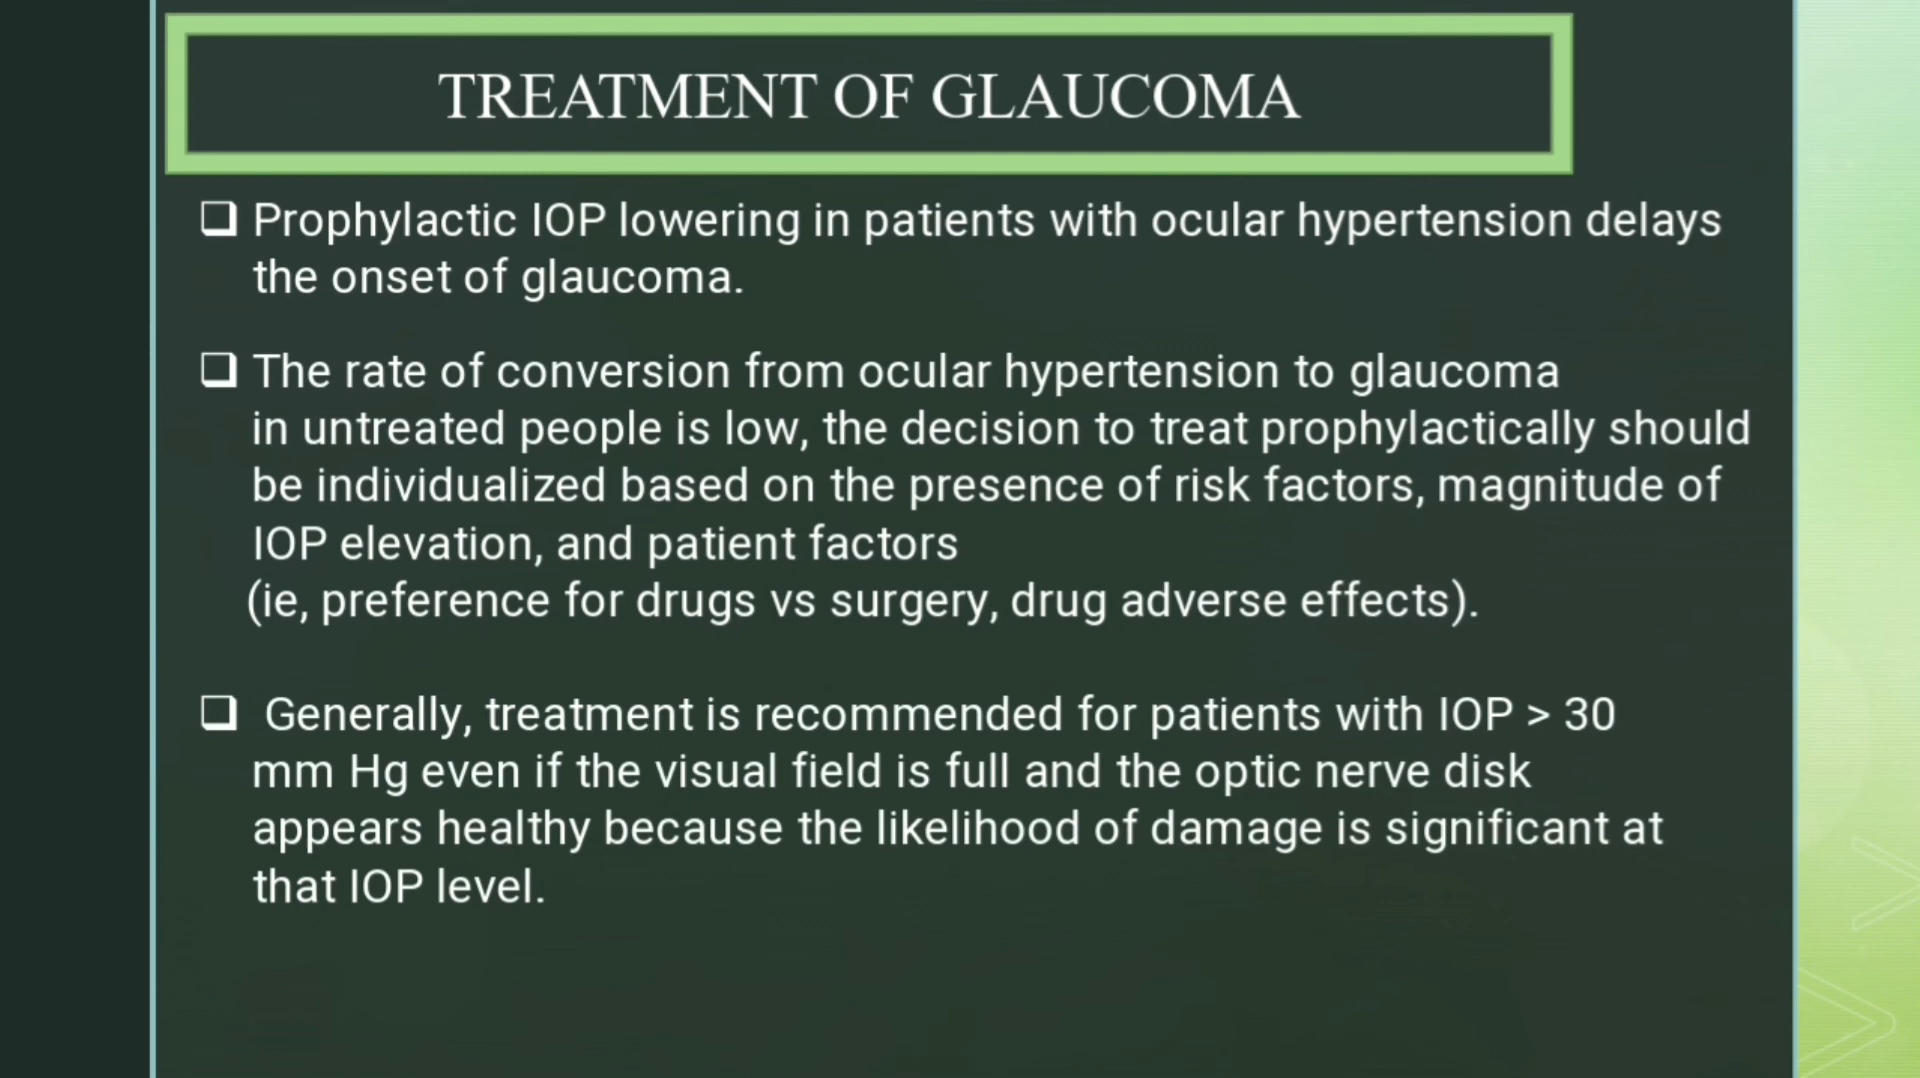 TREATMENT OF GLAUCOMA
❑ Prophylactic IOP lowering in patients with ocular hypertension delays
the onset of glaucoma.
❑ The rate of conversion from ocular hypertension to glaucoma
in untreated people is low, the decision to treat prophylactically should
be individualized based on the presence of risk factors, magnitude of
IOP elevation, and patient factors
(ie, preference for drugs vs surgery, drug adverse effects).
❑ Generally, treatment is recommended for patients with IOP > 30
mm Hg even if the visual field is full and the optic nerve disk
appears healthy because the likelihood of damage is significant at
that IOP level.